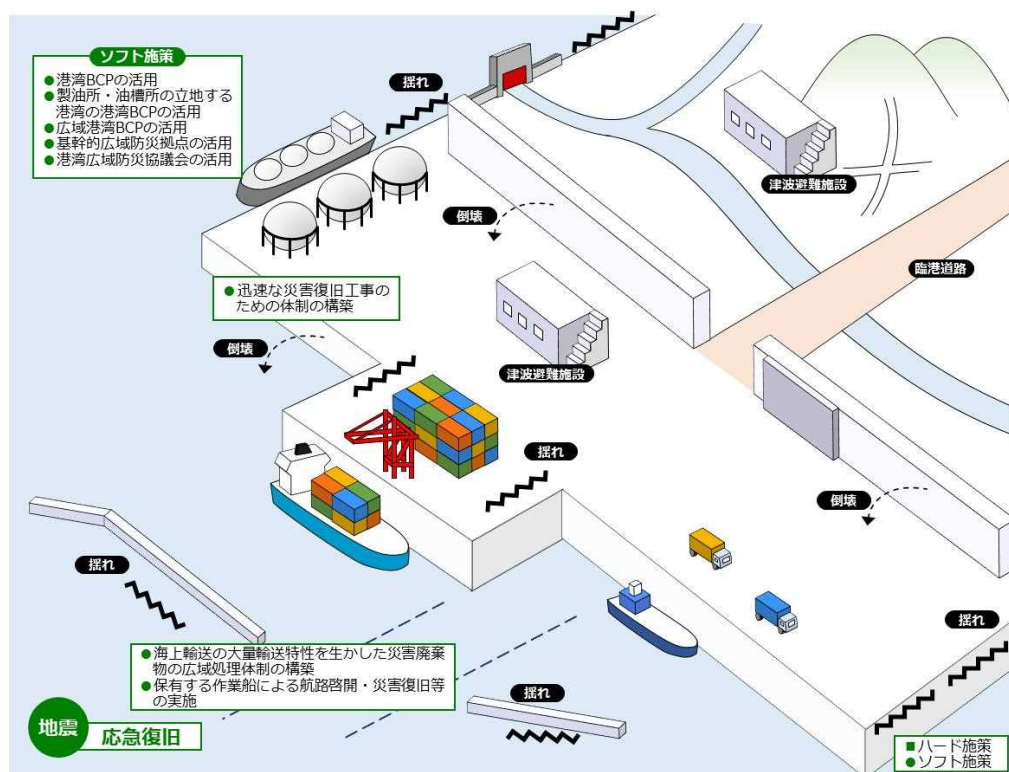 ソフト施策
●港湾BCPの活用
●製油所・油槽所の立地する
港湾の港湾BCPの活用
●広域港湾BCPの活用
●基幹的広域防災拠点の活用
●港湾広域防災協議会の活用
揺れ
津波避難施設
倒壊
臨港道路
●迅速な災害復旧工事の
ための体制の構築
倒壊
津波避難施設
揺れ
倒壊
揺れ
揺れ
●海上輸送の大量輸送特性を生かした災害廃棄
物の広域処理体制の構築
●保有する作業船による航路啓開・災害復旧等
の実施
揺れ
地震
応急復旧
■ハード施策
●ソフト施策